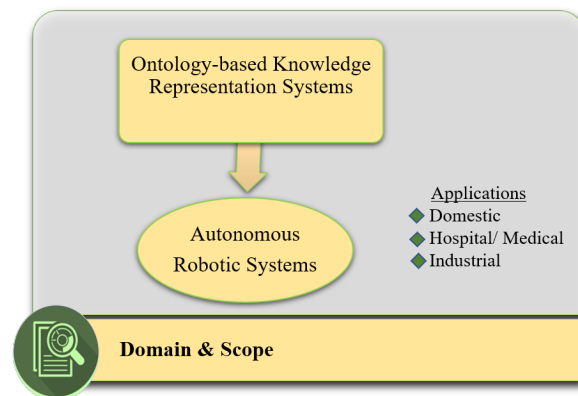 Ontology-based Knowledge
Representation Systems
Autonomous
Robotic Systems
Applications
Domestic
Hospital/ Medical
Industrial
Domain & Scope